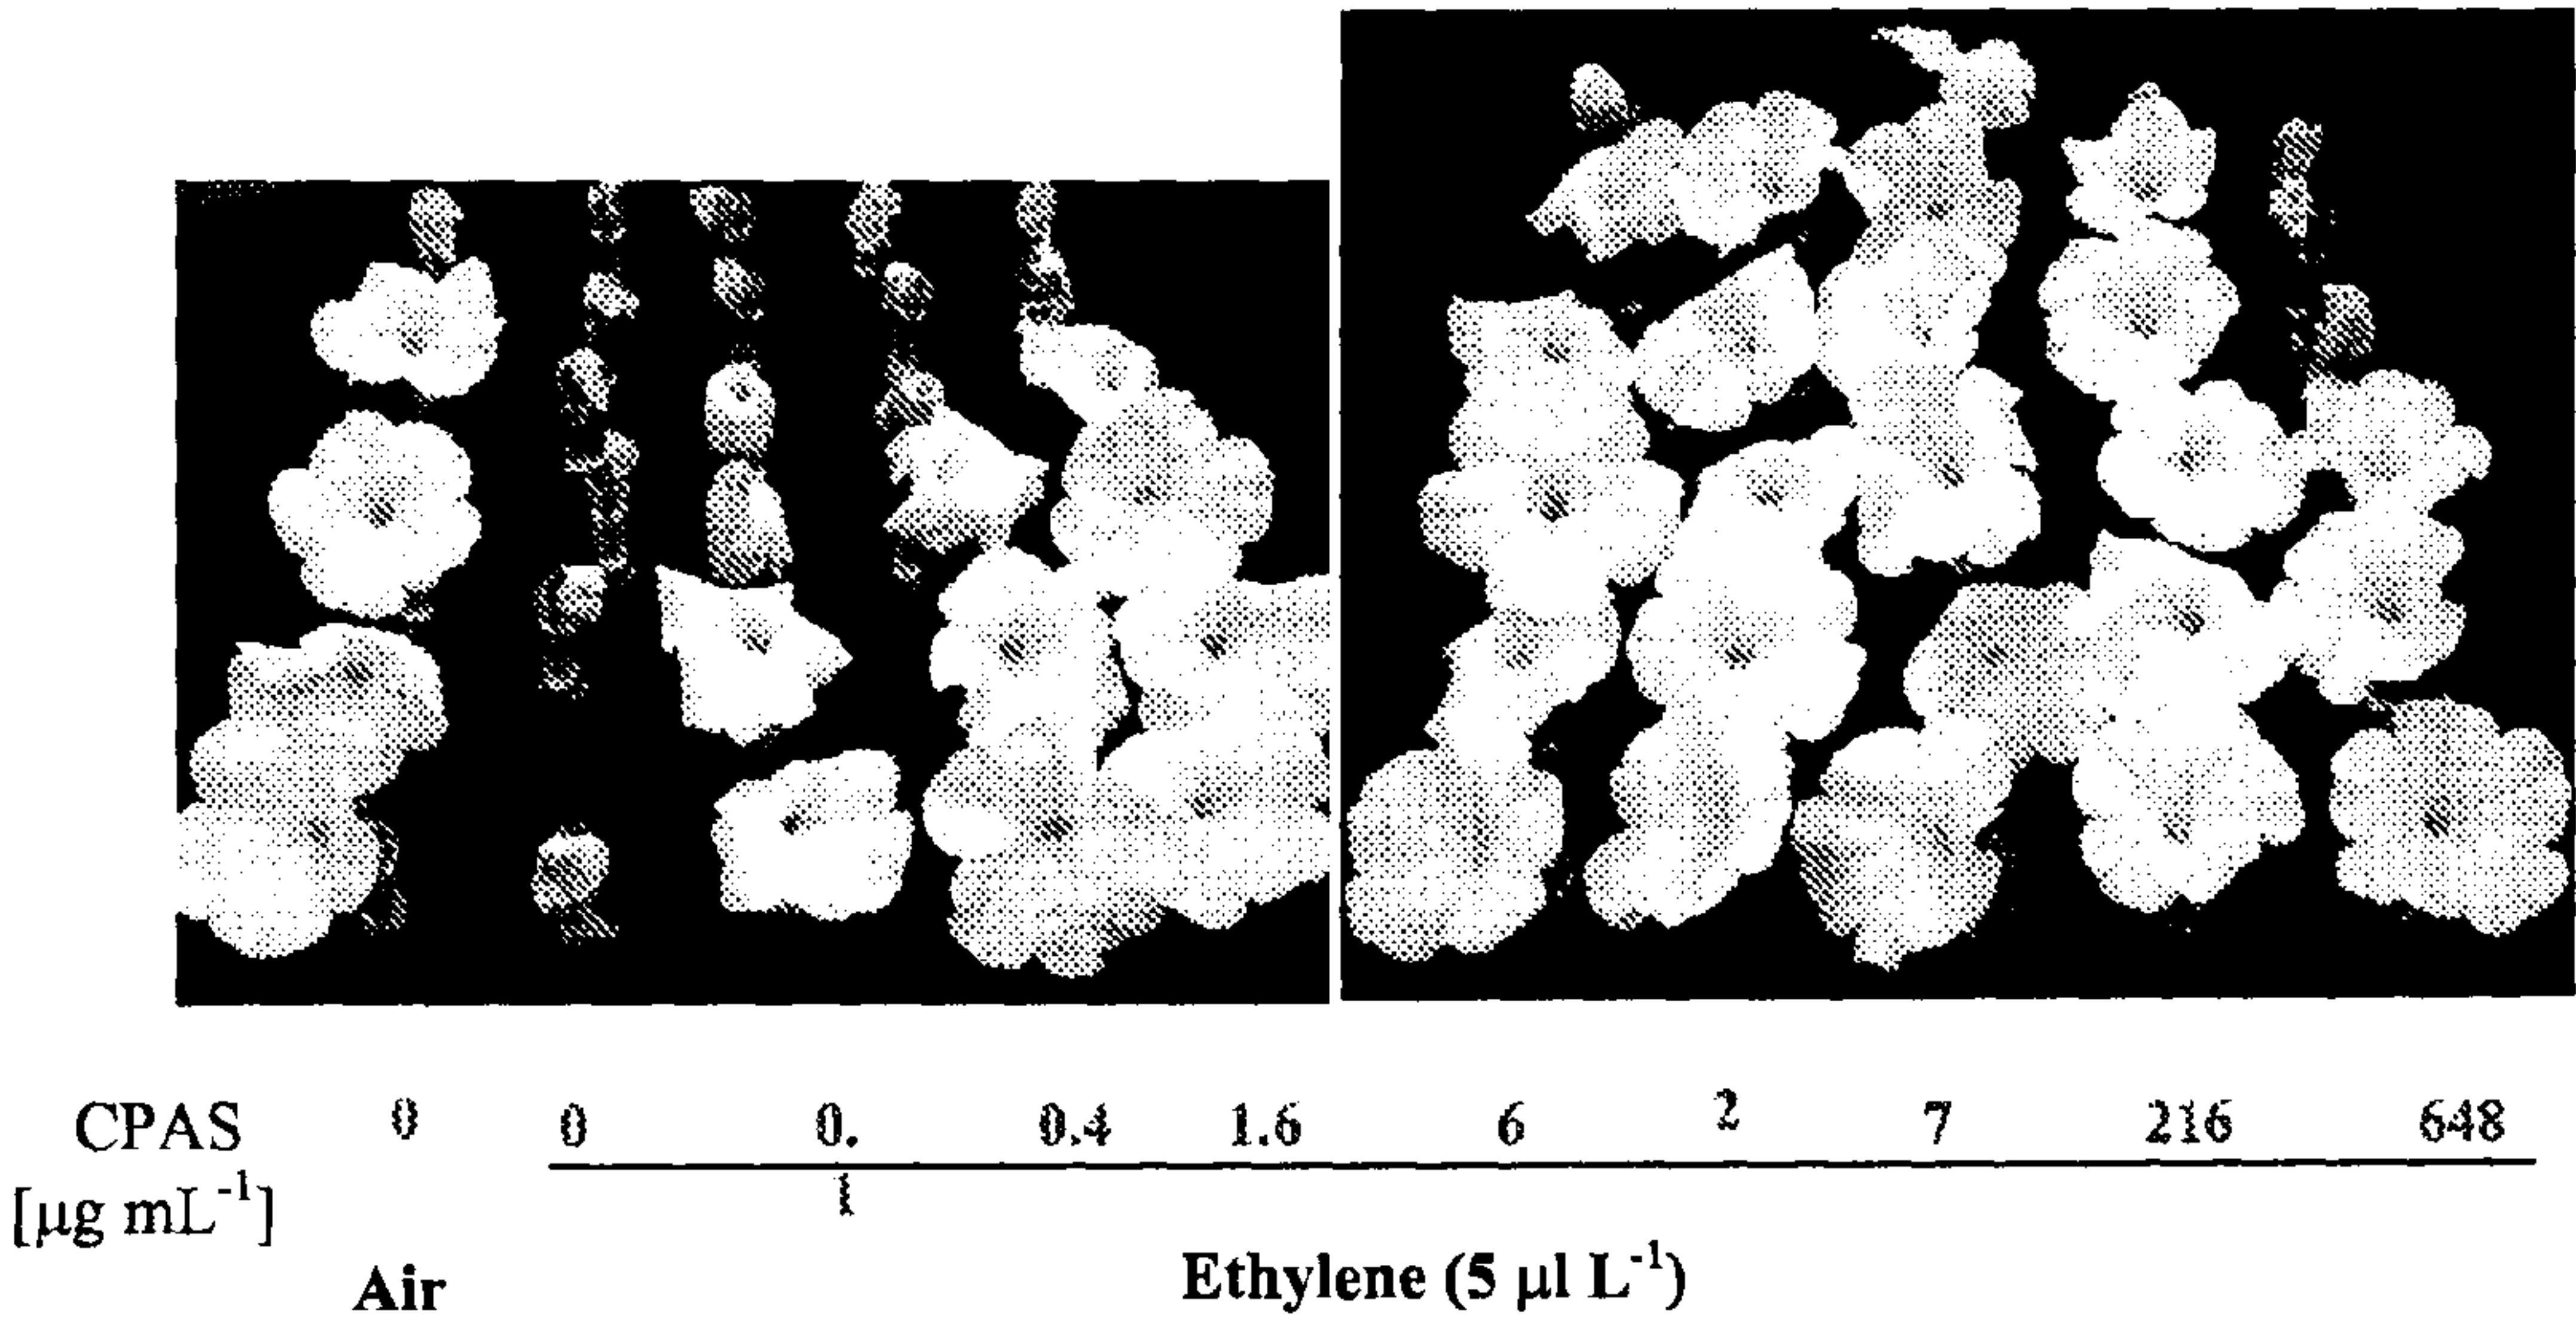 CPAS 0 0 0. 0.4 1.6 6 2 7 216 648
1
[μg mL⁻¹]
Air Ethylene (5 μl L⁻¹)